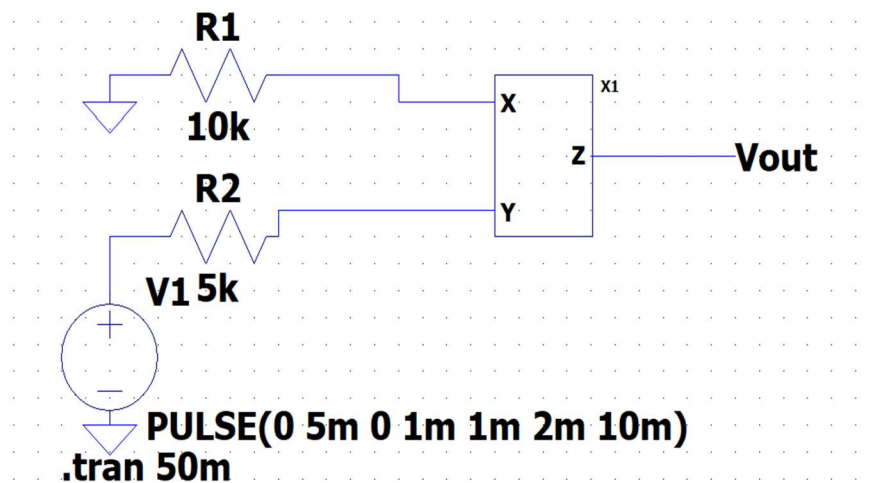 R1
10k
X1
X
Z
Vout
R2
Y
V1
5k
PULSE(0 5m 0 1m 1m 2m 10m)
.tran 50m